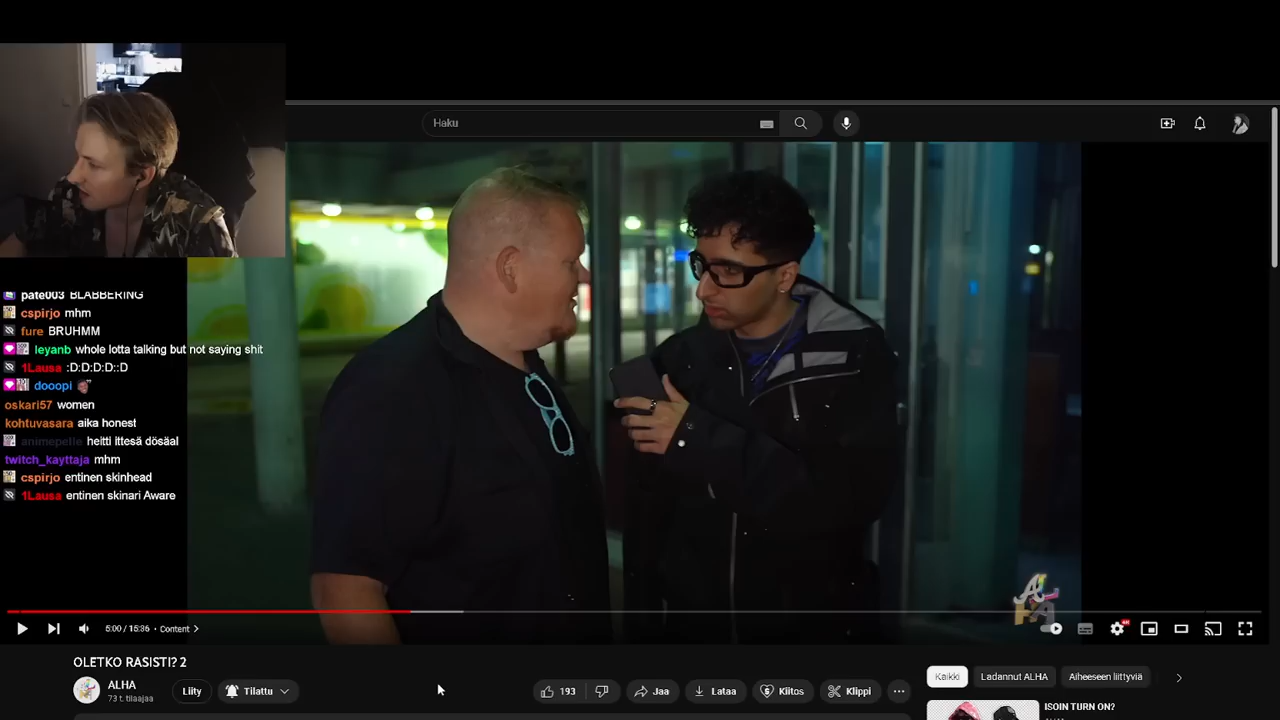 Haku
pate003 BLABBERING
cspirjo mhm
fure BRUHMM
leyanb whole lotta talking but not saying shit
1Lausa :D:D:D:D::D
dooopi
oskari57 women
kohtuvasara aika honest
animepelle heitti ittesä dösäal
twitch_kayttaja mhm
cspirjo entinen skinhead
1Lausa entinen skinari Aware
ALHA
5:00 / 15:36 • Content
OLETKO RASISTI? 2
ALHA
73 t. tilaajaa
Liity
Tilattu
193
Jaa
Lataa
Kiitos
Klippi
Kaikki
Ladannut ALHA
Aiheeseen liittyviä
ISOIN TURN ON?